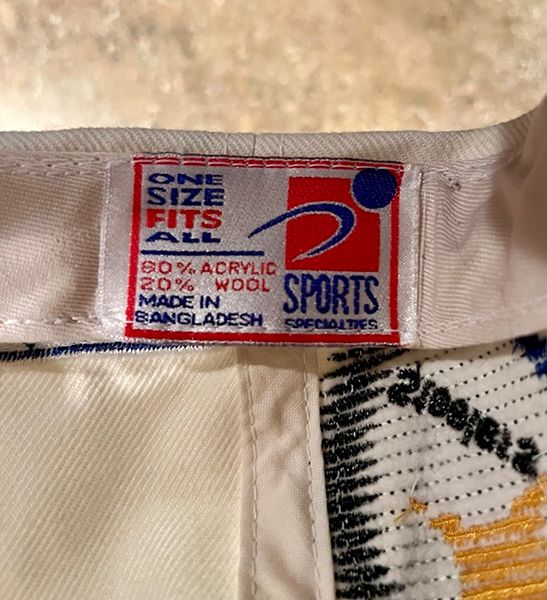 ONE
SIZE
FITS
ALL
80% ACRYLIC
20% WOOL
MADE IN
BANGLADESH
SPORTS
SPECIALTIES